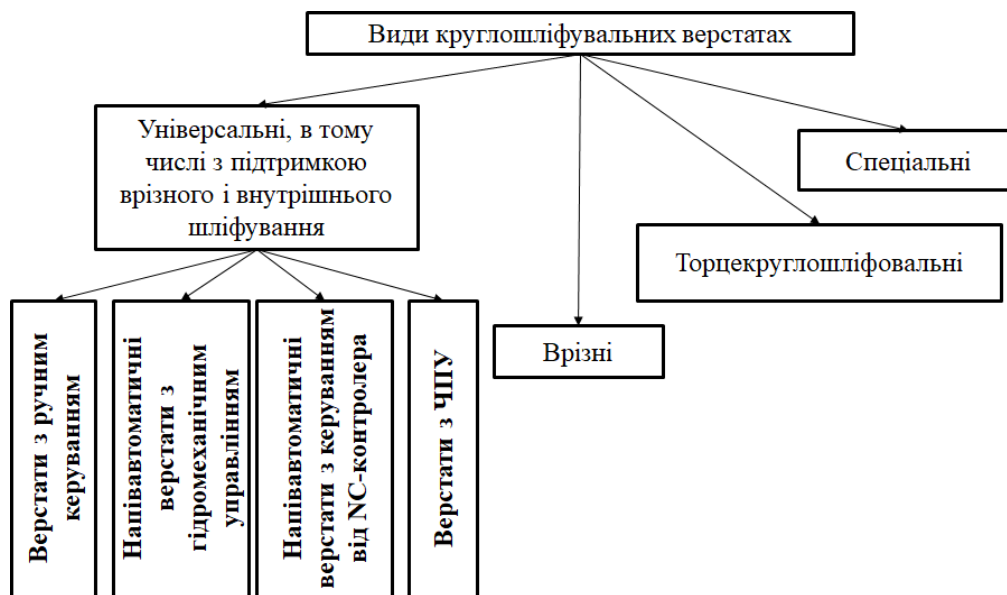 Види круглошліфувальних верстатах
Універсальні, в тому
числі з підтримкою
врізного і внутрішнього
шліфування
Спеціальні
Торцекруглошліфовальні
Врізні
Верстати з ручним
керуванням
Напівавтоматичні
верстати з
гідромеханічним
управлінням
Напівавтоматичні
верстати з керуванням
від NC-контролера
Верстати з ЧПУ